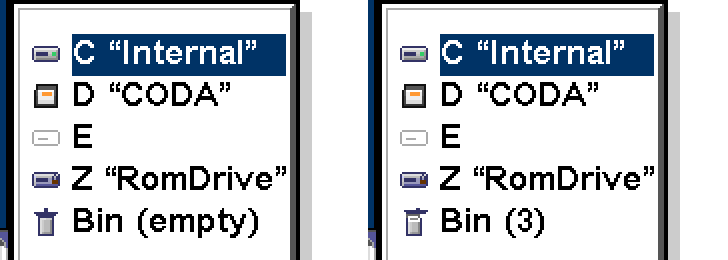 C “Internal”
D “CODA”
E
Z “RomDrive”
Bin (empty)
C “Internal”
D “CODA”
E
Z “RomDrive”
Bin (3)